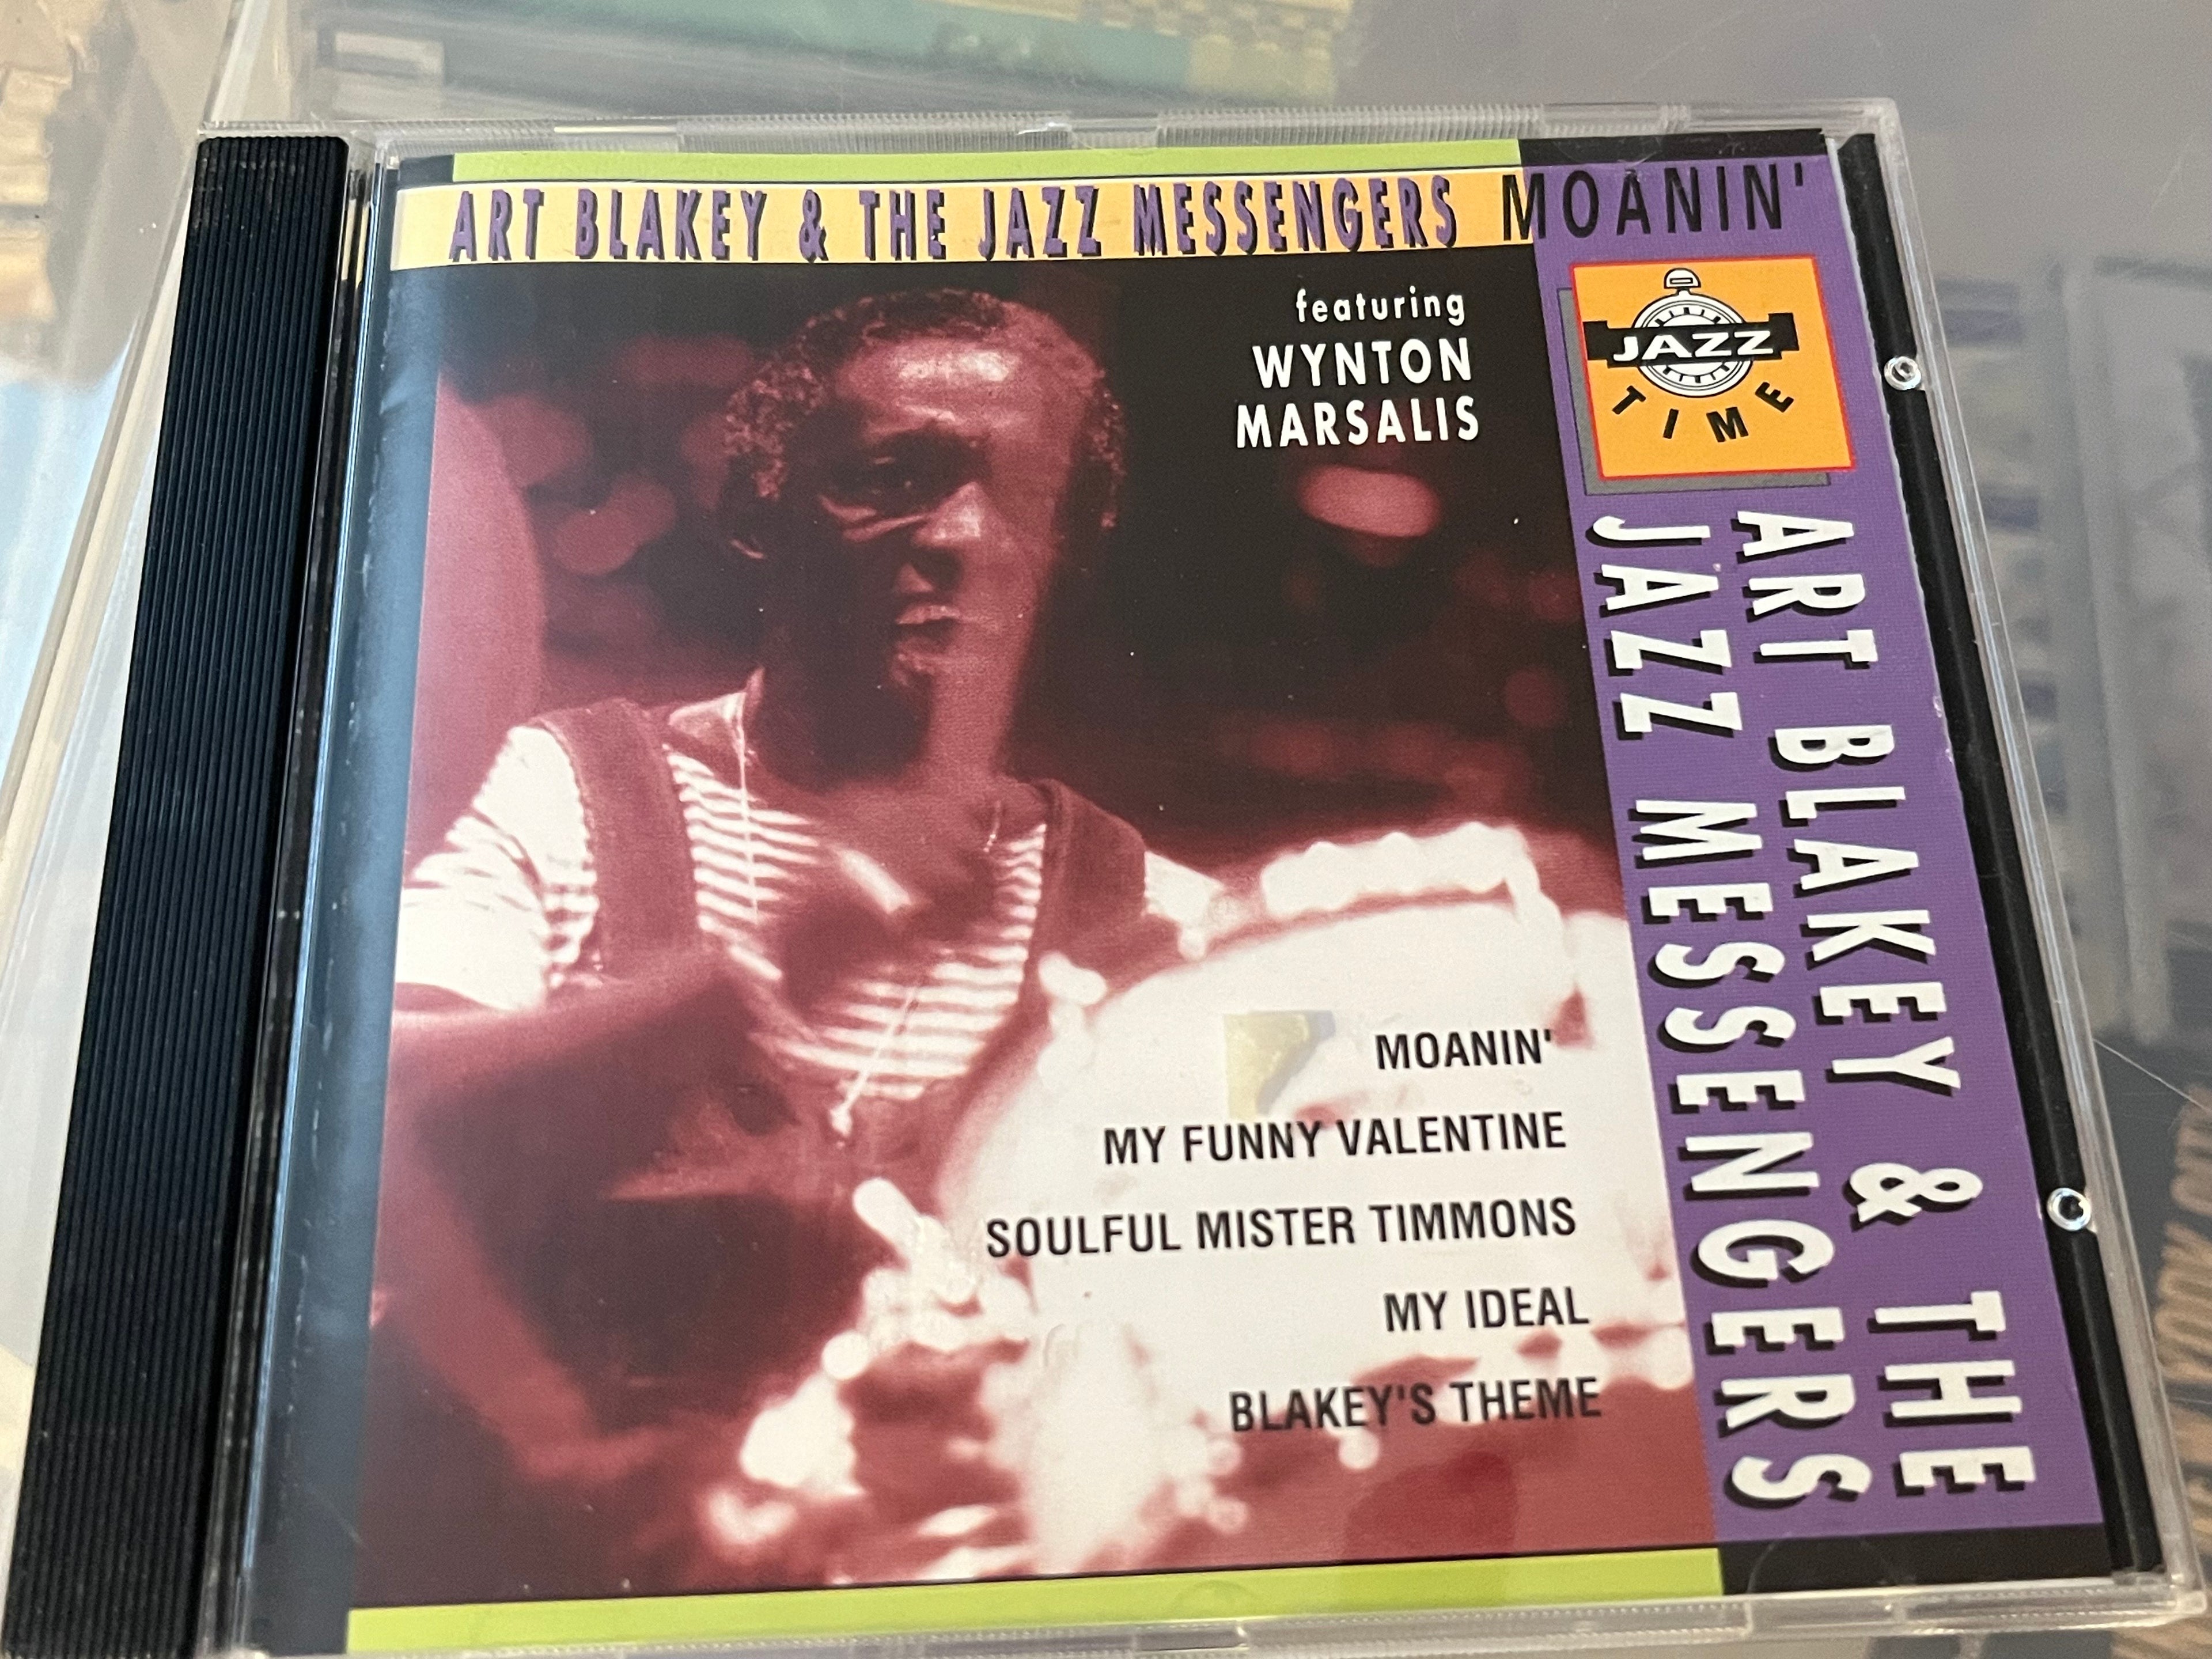 ART BLAKEY & THE JAZZ MESSENGERS MOANIN'
featuring
WYNTON
MARSALIS
JAZZ
TIME
ART BLAKEY & THE
JAZZ MESSENGERS
MOANIN'
MY FUNNY VALENTINE
SOULFUL MISTER TIMMONS
MY IDEAL
BLAKEY'S THEME